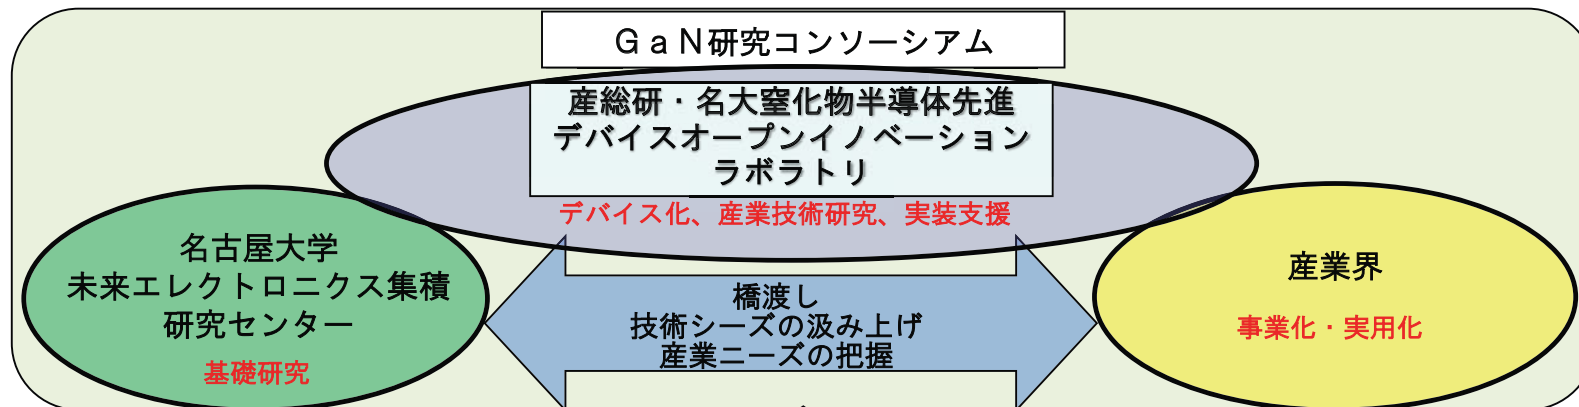 ＧａＮ研究コンソーシアム
産総研・名大窒化物半導体先進
デバイスオープンイノベーション
ラボラトリ
デバイス化、産業技術研究、実装支援
名古屋大学
未来エレクトロニクス集積
研究センター
基礎研究
橋渡し
技術シーズの汲み上げ
産業ニーズの把握
産業界
事業化・実用化